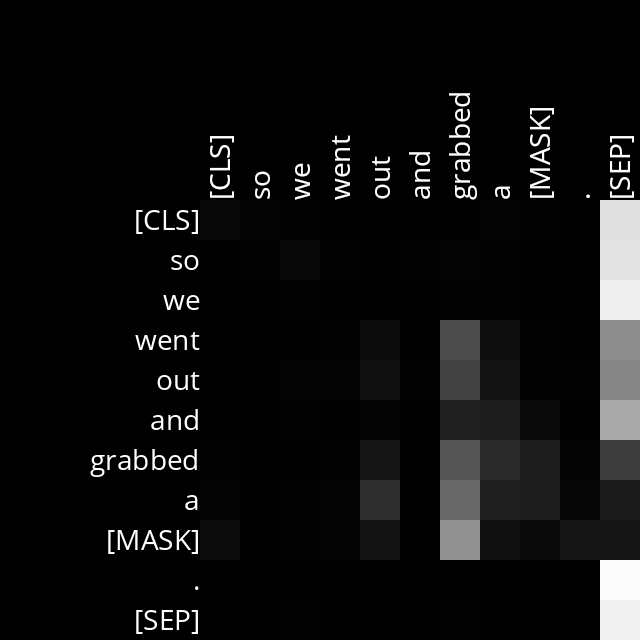 [CLS] so we went out and grabbed a [MASK] . [SEP]
[CLS]
so
we
went
out
and
grabbed
a
[MASK]
.
[SEP]